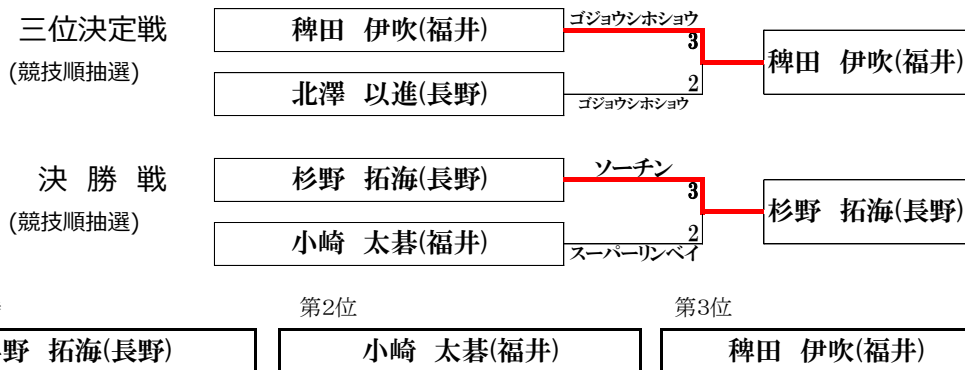 三位決定戦
(競技順抽選)
稗田 伊吹(福井)
ゴジョウシホショウ
3
稗田 伊吹(福井)
北澤 以進(長野)
2
ゴジョウシホショウ
決 勝 戦
(競技順抽選)
杉野 拓海(長野)
ソーチン
3
杉野 拓海(長野)
小崎 太碁(福井)
2
スーパーリンペイ
第2位
第3位
野 拓海(長野)
小崎 太碁(福井)
稗田 伊吹(福井)